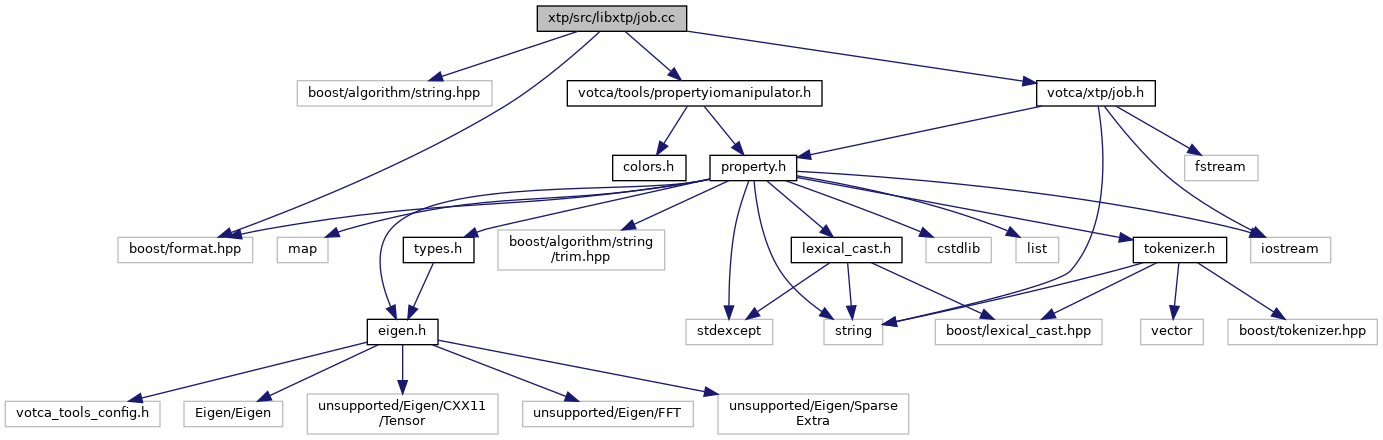 xtp/src/libxtp/job.cc
boost/algorithm/string.hpp
votca/tools/propertyiomanipulator.h
votca/xtp/job.h
colors.h
property.h
fstream
boost/format.hpp
map
types.h
boost/algorithm/string
/trim.hpp
lexical_cast.h
cstdlib
list
tokenizer.h
iostream
eigen.h
stdexcept
string
boost/lexical_cast.hpp
vector
boost/tokenizer.hpp
votca_tools_config.h
Eigen/Eigen
unsupported/Eigen/CXX11
/Tensor
unsupported/Eigen/FFT
unsupported/Eigen/Sparse
Extra